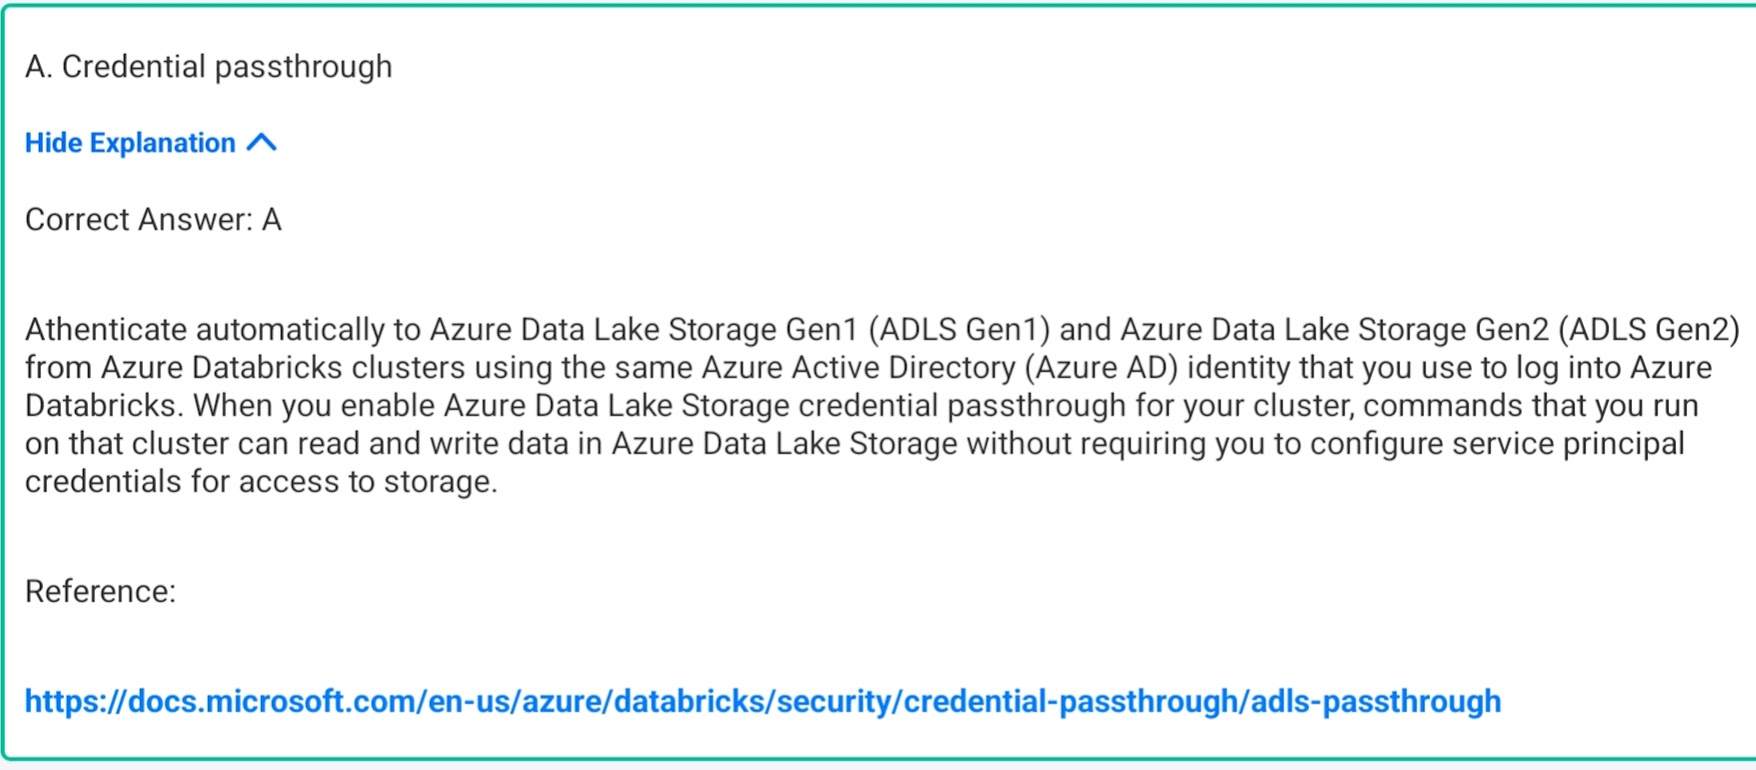 A. Credential passthrough
Hide Explanation
Correct Answer: A
Athenticate automatically to Azure Data Lake Storage Gen1 (ADLS Gen1) and Azure Data Lake Storage Gen2 (ADLS Gen2)
from Azure Databricks clusters using the same Azure Active Directory (Azure AD) identity that you use to log into Azure
Databricks. When you enable Azure Data Lake Storage credential passthrough for your cluster, commands that you run
on that cluster can read and write data in Azure Data Lake Storage without requiring you to configure service principal
credentials for access to storage.
Reference:
https://docs.microsoft.com/en-us/azure/databricks/security/credential-passthrough/adls-passthrough